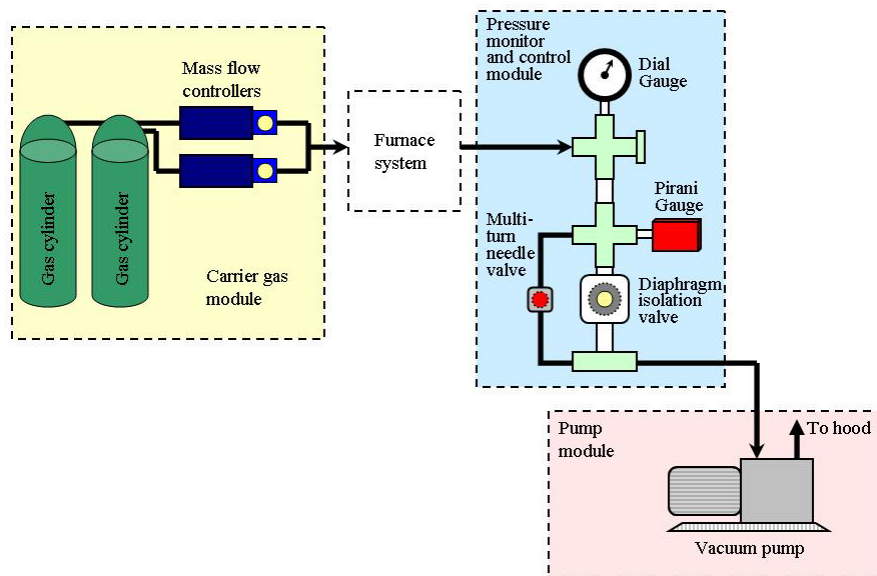 Mass flow
controllers
Gas cylinder
Gas cylinder
Carrier gas
module
Furnace
system
Pressure
monitor
and control
module
Dial
Gauge
Pirani
Gauge
Multi-
turn
needle
valve
Diaphragm
isolation
valve
Pump
module
To hood
Vacuum pump